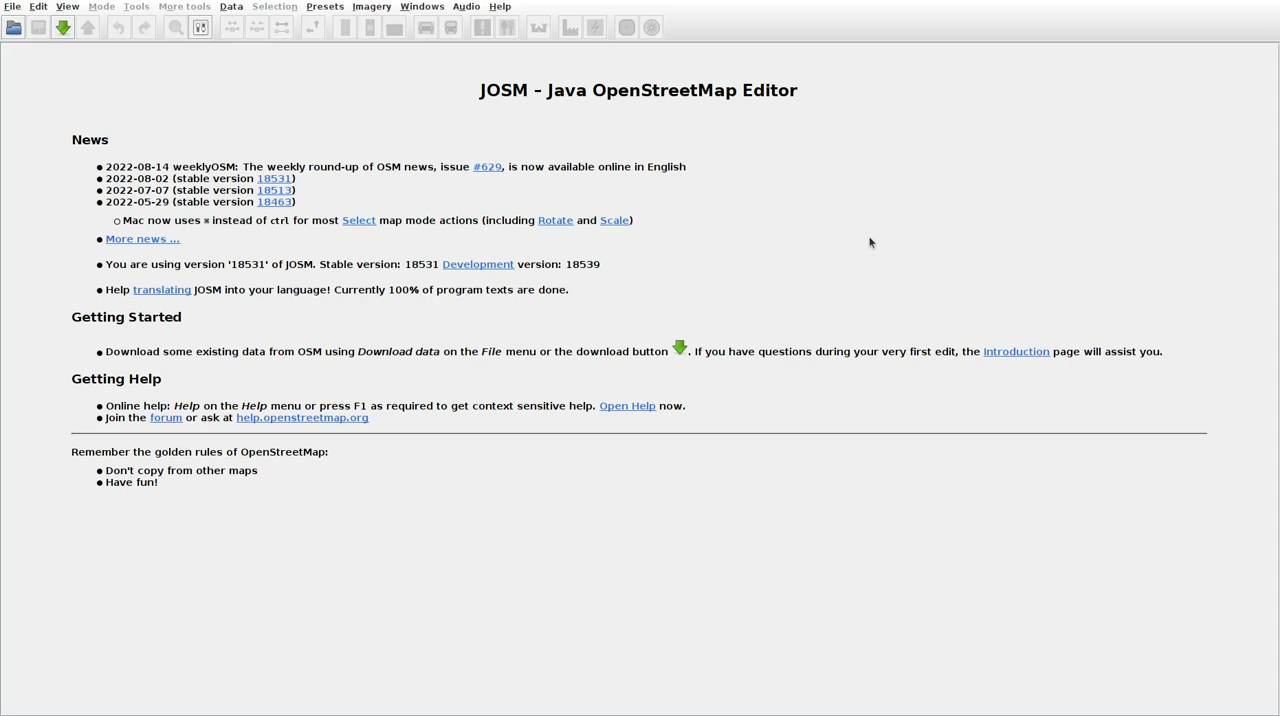 File Edit View Mode Tools More tools Data Selection Presets Imagery Windows Audio Help
JOSM – Java OpenStreetMap Editor
News
● 2022-08-14 weeklyOSM: The weekly round-up of OSM news, issue #629, is now available online in English
● 2022-08-02 (stable version 18531)
● 2022-07-07 (stable version 18513)
● 2022-05-29 (stable version 18463)
○ Mac now uses ⌘ instead of ctrl for most Select map mode actions (including Rotate and Scale)
● More news ...
● You are using version '18531' of JOSM. Stable version: 18531 Development version: 18539
● Help translating JOSM into your language! Currently 100% of program texts are done.
Getting Started
● Download some existing data from OSM using Download data on the File menu or the download button . If you have questions during your very first edit, the Introduction page will assist you.
Getting Help
● Online help: Help on the Help menu or press F1 as required to get context sensitive help. Open Help now.
● Join the forum or ask at help.openstreetmap.org
Remember the golden rules of OpenStreetMap:
● Don't copy from other maps
● Have fun!